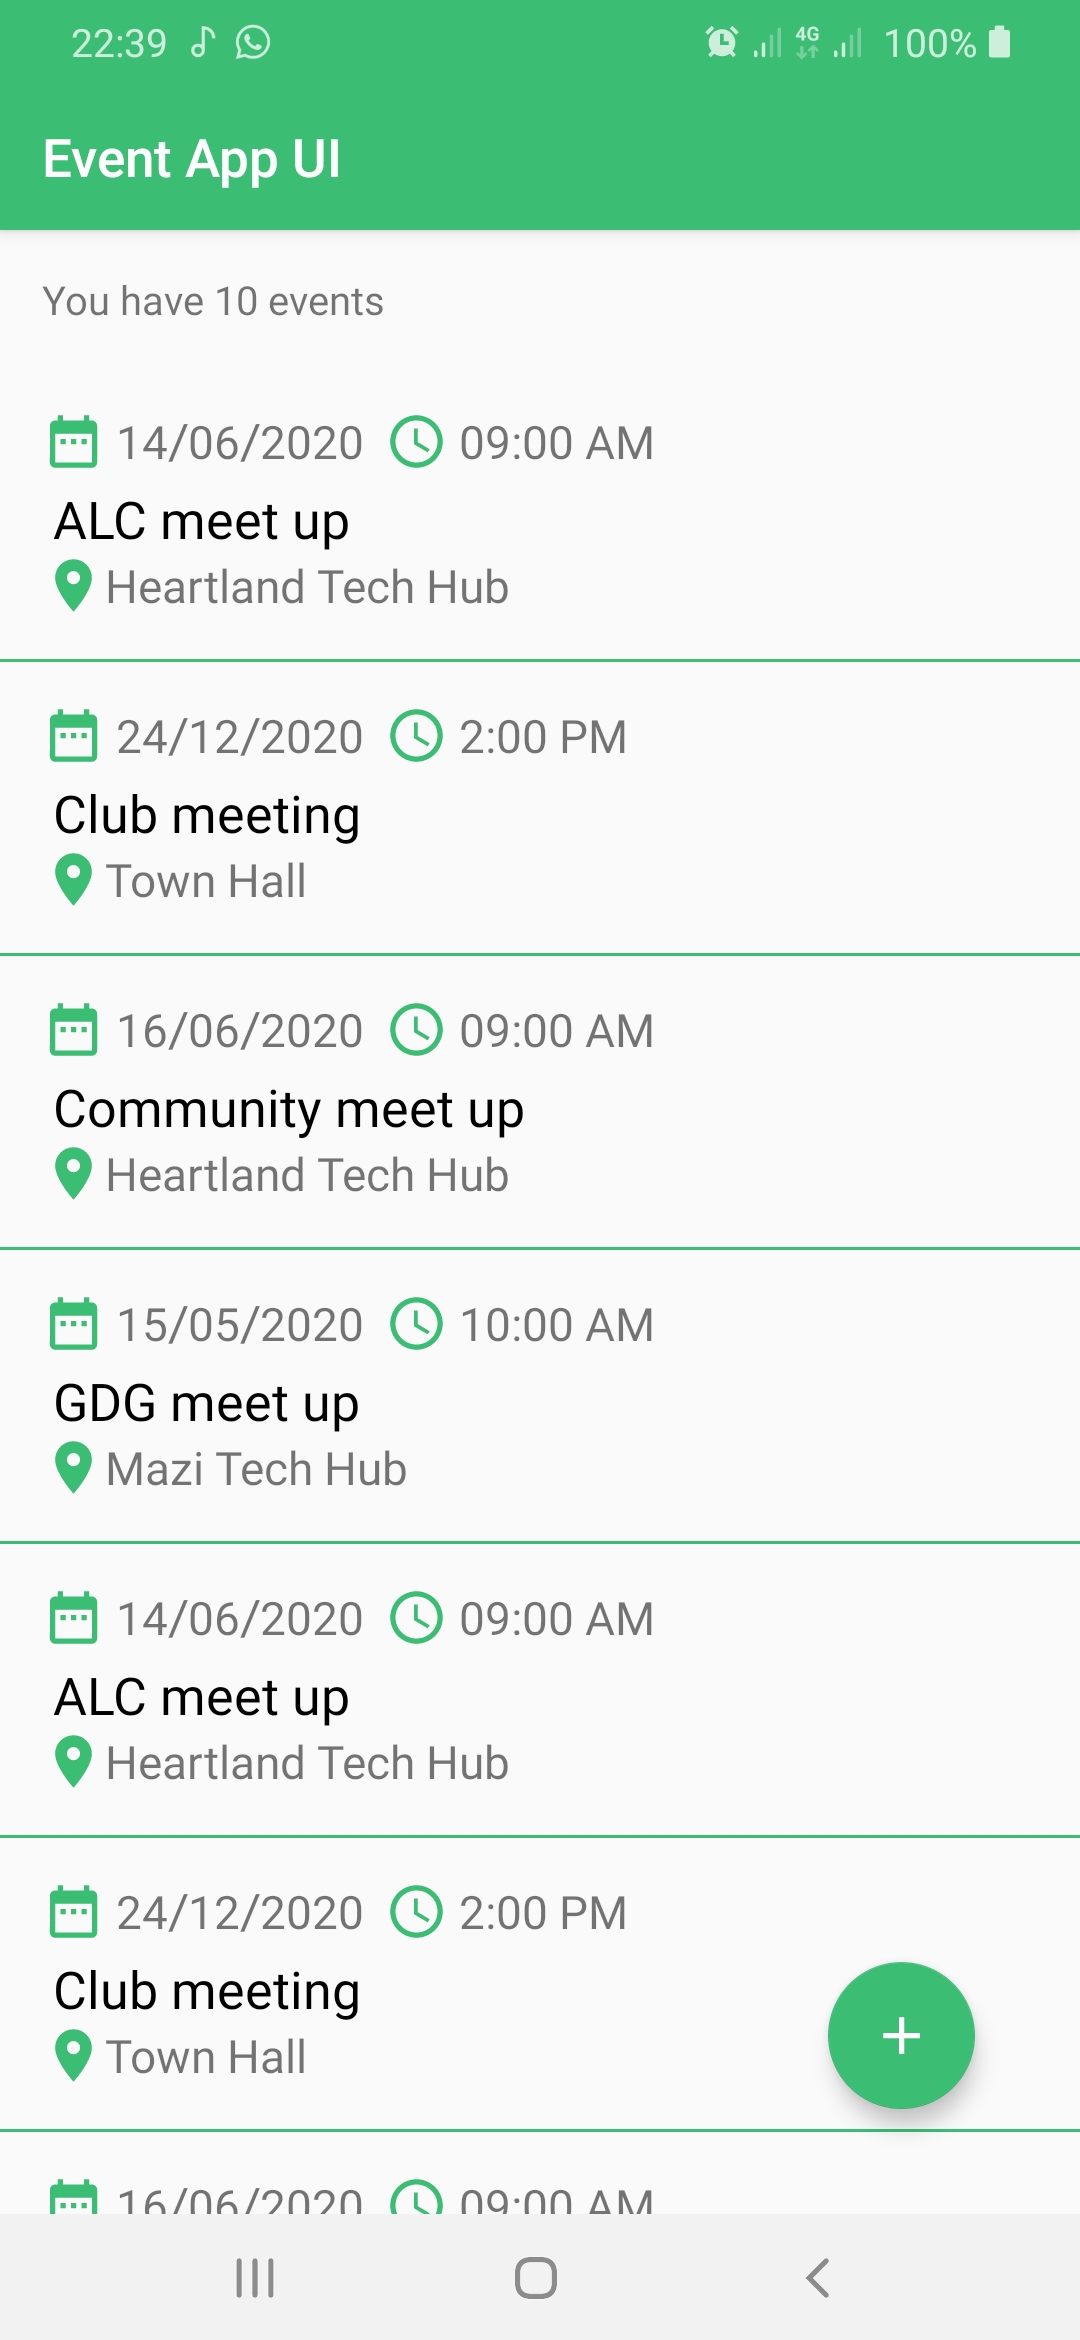 22:39 4G 100%
Event App UI
You have 10 events
14/06/2020 09:00 AM
ALC meet up
Heartland Tech Hub
24/12/2020 2:00 PM
Club meeting
Town Hall
16/06/2020 09:00 AM
Community meet up
Heartland Tech Hub
15/05/2020 10:00 AM
GDG meet up
Mazi Tech Hub
14/06/2020 09:00 AM
ALC meet up
Heartland Tech Hub
24/12/2020 2:00 PM
Club meeting
Town Hall
16/06/2020 09:00 AM